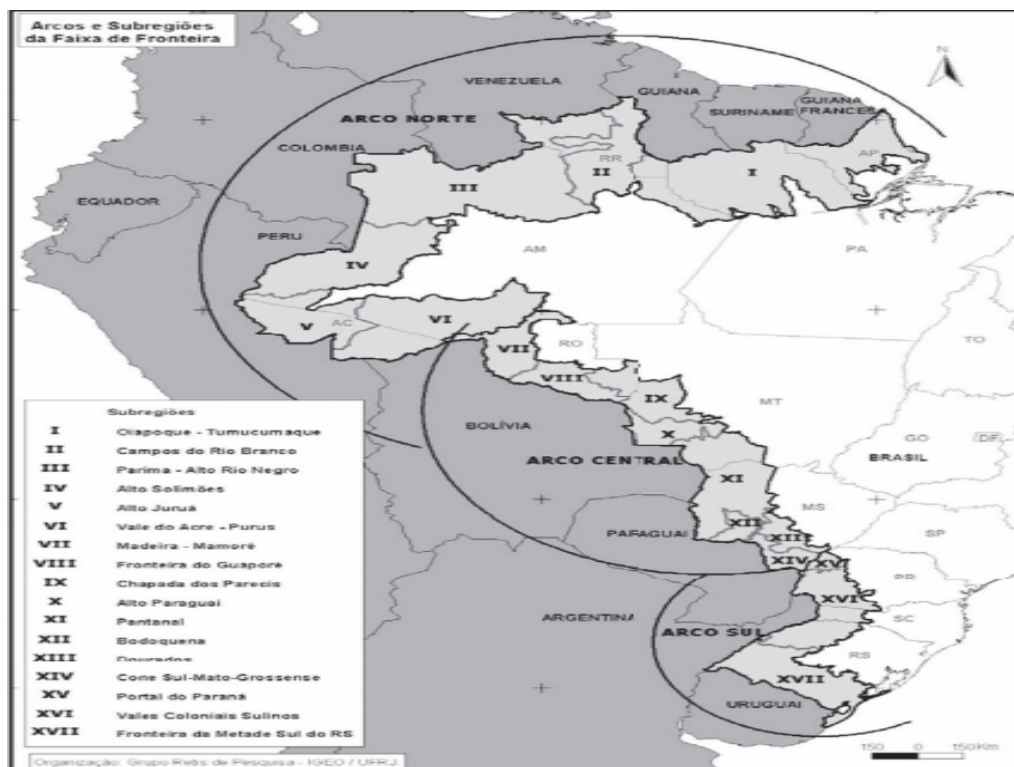 Arcos e Subregiões
da Faixa de Fronteira
N
VENEZUELA
GUIANA
SURINAME
GUIANA
FRANCESA
ARCO NORTE
COLOMBIA
RR
AP
I
II
III
EQUADOR
PERU
AM
PA
IV
V
AC
VI
VII
RO
TO
VIII
IX
MT
BOLÍVIA
X
GO
DF
ARCO CENTRAL
BRASIL
XI
MS
XII
SP
PARAGUAI
XIII
XIV
XVI
PR
XVI
ARGENTINA
SC
ARCO SUL
RS
XVII
URUGUAI
Subregiões
I Oiapoque - Tumucumaque
II Campos do Rio Branco
III Parima - Alto Rio Negro
IV Alto Solimões
V Alto Juruá
VI Vale do Acre - Purus
VII Madeira - Mamoré
VIII Fronteira do Guaporé
IX Chapada dos Parecis
X Alto Paraguai
XI Pantanal
XII Bodoquena
XIII Dourados
XIV Cone Sul-Mato-Grossense
XV Portal do Paraná
XVI Vales Coloniais Sulinos
XVII Fronteira da Metade Sul do RS
150 0 150 Km
Organização: Grupo Retis de Pesquisa - IGEO / UFRJ.